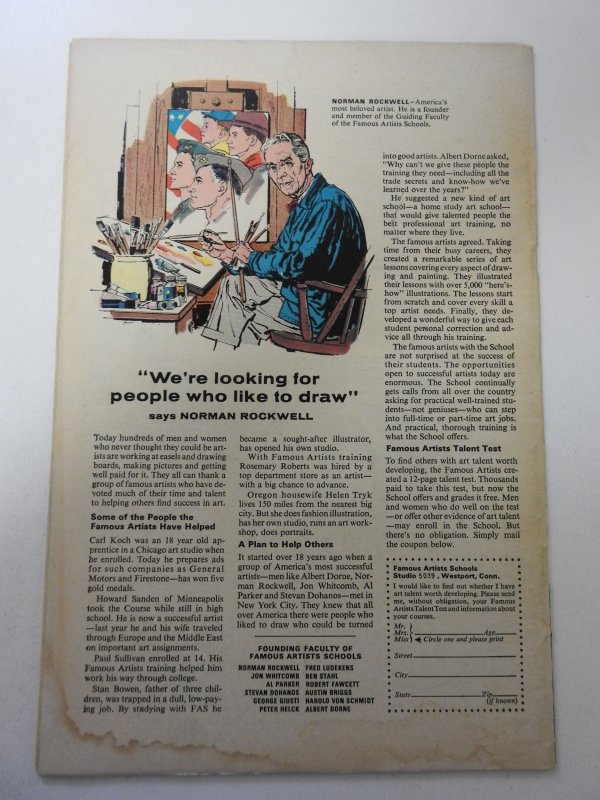 NORMAN ROCKWELL—America's
most beloved artist. He is a founder
and member of the Guiding Faculty
of the Famous Artists Schools.
"We're looking for
people who like to draw"
says NORMAN ROCKWELL
Today hundreds of men and women
who never thought they could be art-
ists are working at easels and drawing
boards, making pictures and getting
well paid for it. They all can thank a
group of famous artists who have de-
voted much of their time and talent
to helping others find success in art.
Some of the People the
Famous Artists Have Helped
Carl Koch was an 18 year old ap-
prentice in a Chicago art studio when
he enrolled. Today he prepares ads
for such companies as General
Motors and Firestone—has won five
gold medals.
Howard Sanden of Minneapolis
took the Course while still in high
school. He is now a successful artist
—last year he and his wife traveled
through Europe and the Middle East
on important art assignments.
Paul Sullivan enrolled at 14. His
Famous Artists training helped him
work his way through college.
Stan Bowen, father of three chil-
dren, was trapped in a dull, low-pay-
ing job. By studying with FAS he
became a sought-after illustrator,
has opened his own studio.
With Famous Artists training
Rosemary Roberts was hired by a
top department store as an artist—
with a big chance to advance.
Oregon housewife Helen Tryk
lives 150 miles from the nearest big
city. But she does fashion illustration,
has her own studio, runs an art work-
shop, does portraits.
A Plan to Help Others
It started over 18 years ago when a
group of America's most successful
artists—men like Albert Dorne, Nor-
man Rockwell, Jon Whitcomb, Al
Parker and Stevan Dohanos—met in
New York City. They knew that all
over America there were people who
liked to draw who could be turned
FOUNDING FACULTY OF
FAMOUS ARTISTS SCHOOLS
NORMAN ROCKWELL FRED LUDEKENS
JON WHITCOMB BEN STAHL
AL PARKER ROBERT FAWCETT
STEVAN DOHANOS AUSTIN BRIGGS
GEORGE GIUSTI HAROLD VON SCHMIDT
PETER HELCK ALBERT DORNE
into good artists. Albert Dorne asked,
"Why can't we give these people the
training they need—including all the
trade secrets and know-how we've
learned over the years?"
He suggested a new kind of art
school—a home study art school—
that would give talented people the
best professional art training, no
matter where they live.
The famous artists agreed. Taking
time from their busy careers, they
created a remarkable series of art
lessons covering every aspect of draw-
ing and painting. They illustrated
their lessons with over 5,000 "here's-
how" illustrations. The lessons start
from scratch and cover every skill a
top artist needs. Finally, they de-
veloped a wonderful way to give each
student personal correction and ad-
vice all through his training.
The famous artists with the School
are not surprised at the success of
their students. The opportunities
open to successful artists today are
enormous. The School continually
gets calls from all over the country
asking for practical well-trained stu-
dents—not geniuses—who can step
into full-time or part-time art jobs.
And practical, thorough training is
what the School offers.
Famous Artists Talent Test
To find others with art talent worth
developing, the Famous Artists cre-
ated a 12-page talent test. Thousands
paid to take this test, but now the
School offers and grades it free. Men
and women who do well on the test
—or offer other evidence of art talent
—may enroll in the School. But
there's no obligation. Simply mail
the coupon below.
Famous Artists Schools
Studio 5039, Westport, Conn.
I would like to find out whether I have
art talent worth developing. Please send
me, without obligation, your Famous
Artists Talent Test and information about
your courses.
Mr.
Mrs. Age
Miss Circle one and please print
Street
City
State Zip
(if known)